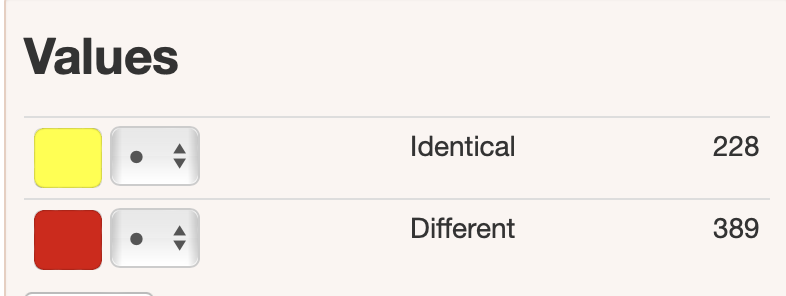 Values
Identical 228
Different 389